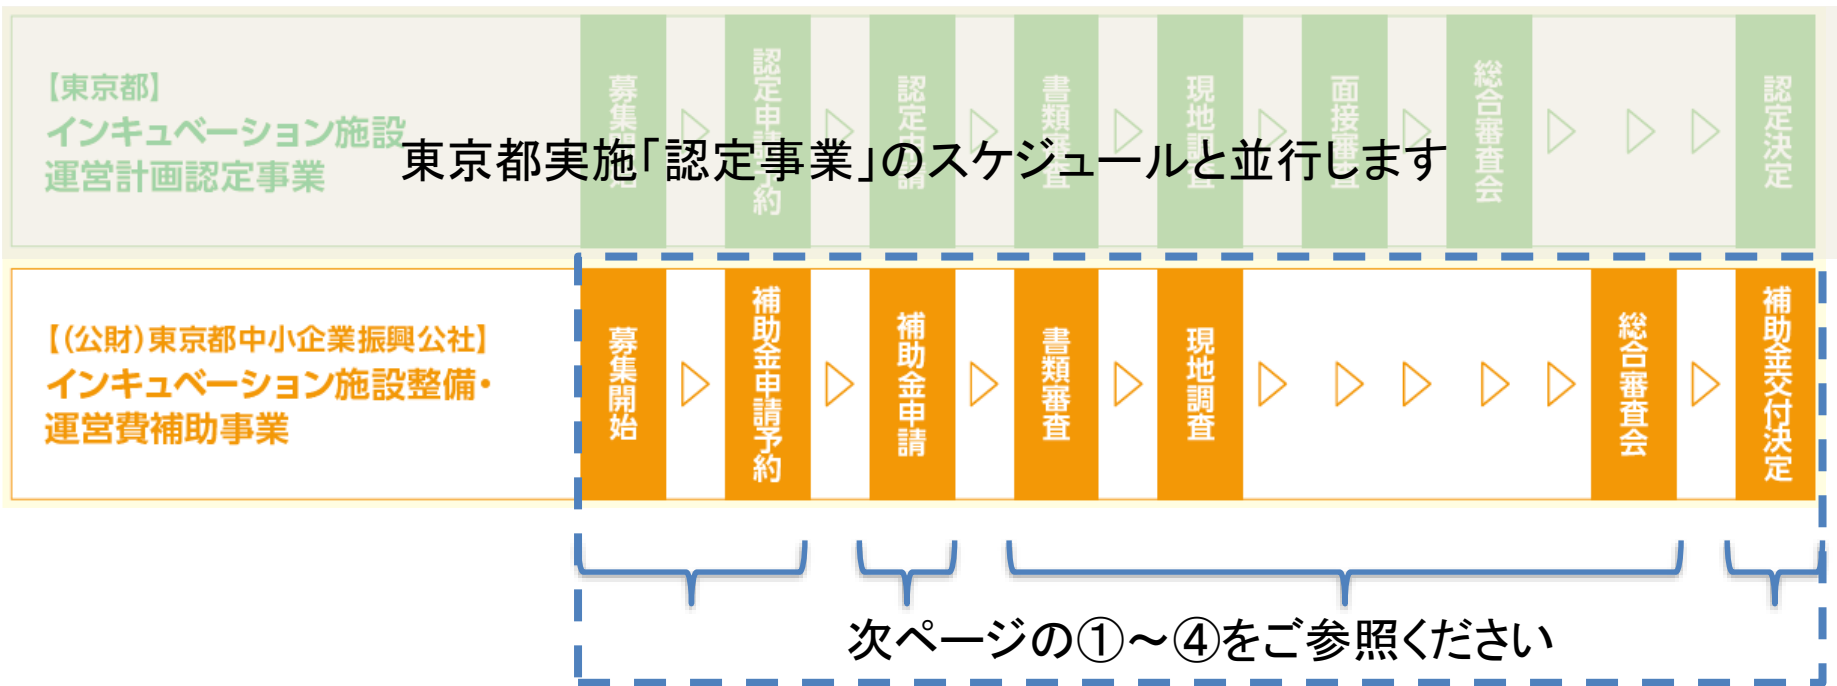 【東京都】
インキュベーション施設
運営計画認定事業
募集開始
認定申請予約
認定申請
書類審査
現地調査
面接審査
総合審査会
認定決定
東京都実施「認定事業」のスケジュールと並行します
【(公財)東京都中小企業振興公社】
インキュベーション施設整備・
運営費補助事業
募集開始
補助金申請予約
補助金申請
書類審査
現地調査
総合審査会
補助金交付決定
次ページの①～④をご参照ください